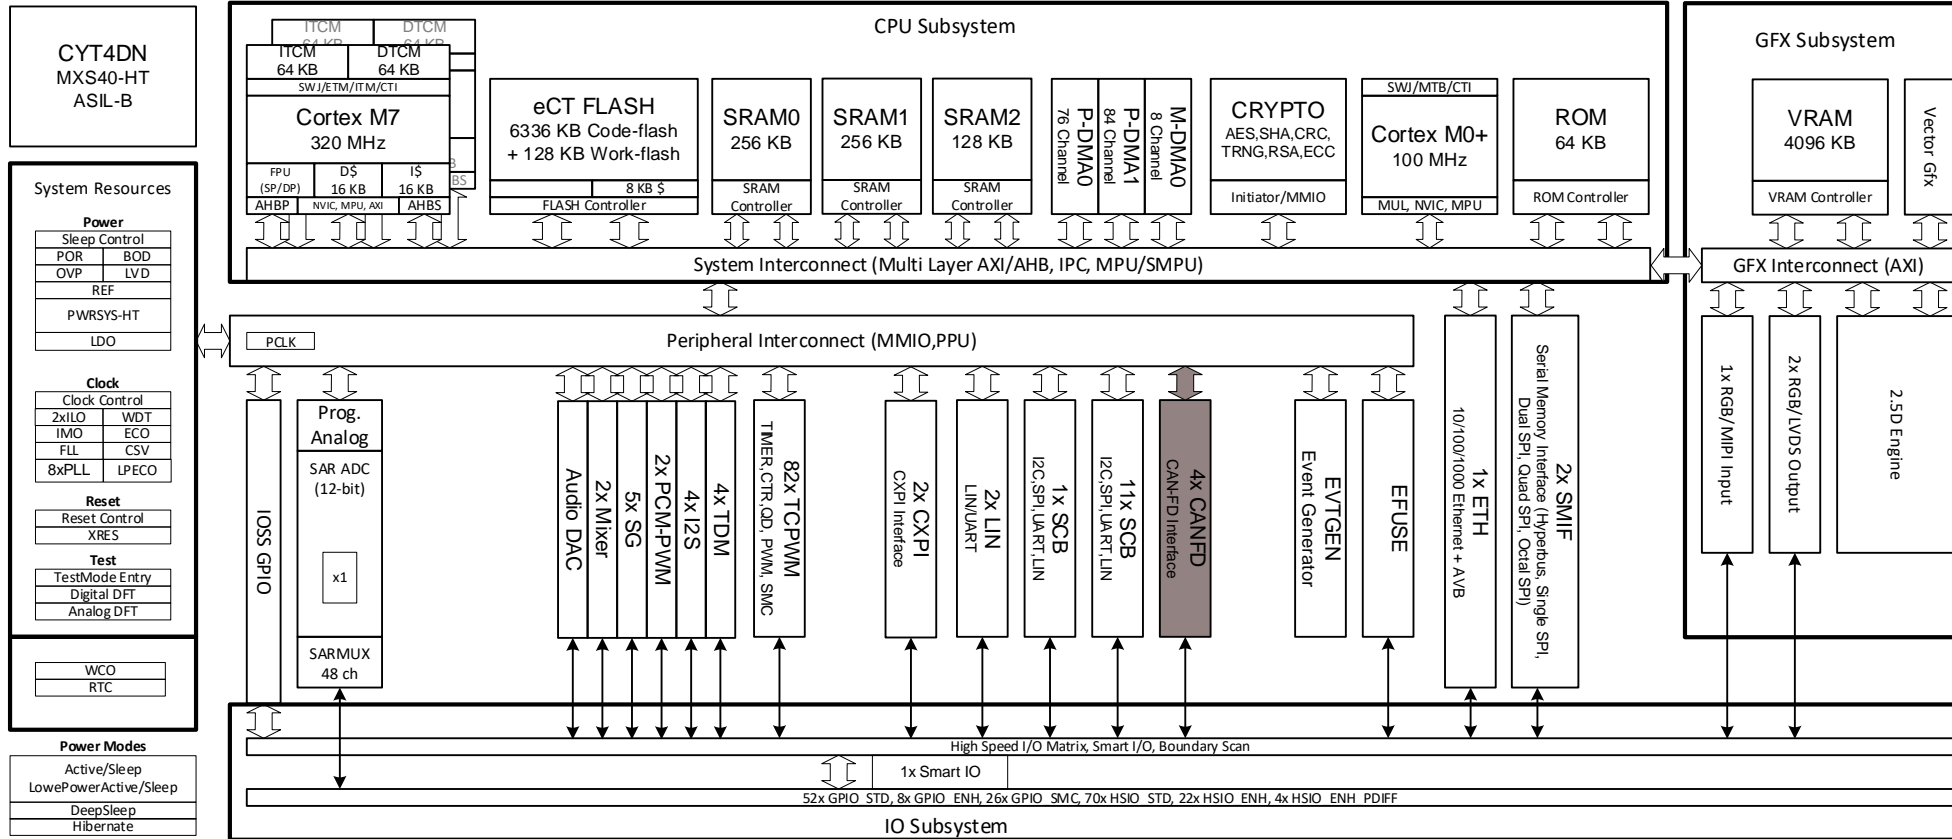 CYT4DN
MXS40-HT
ASIL-B
System Resources
Power
Sleep Control
POR BOD
OVP LVD
REF
PWRSYS-HT
LDO
Clock
Clock Control
2xILO WDT
IMO ECO
FLL CSV
8xPLL LPECO
Reset
Reset Control
XRES
Test
TestMode Entry
Digital DFT
Analog DFT
WCO
RTC
Power Modes
Active/Sleep
LowePowerActive/Sleep
DeepSleep
Hibernate
CPU Subsystem
ITCM DTCM
64 KB 64 KB
ITCM DTCM
64 KB 64 KB
SWJ/ETM/ITM/CTI
Cortex M7
320 MHz
FPU
(SP/DP)
D$
16 KB
I$
16 KB
B
BS
AHBP NVIC, MPU, AXI AHBS
eCT FLASH
6336 KB Code-flash
+ 128 KB Work-flash
8 KB $
FLASH Controller
SRAM0
256 KB
SRAM
Controller
SRAM1
256 KB
SRAM
Controller
SRAM2
128 KB
SRAM
Controller
P-DMA0
76 Channel
P-DMA1
84 Channel
M-DMA0
8 Channel
CRYPTO
AES,SHA,CRC,
TRNG,RSA,ECC
Initiator/MMIO
SWJ/MTB/CTI
Cortex M0+
100 MHz
MUL, NVIC, MPU
ROM
64 KB
ROM Controller
System Interconnect (Multi Layer AXI/AHB, IPC, MPU/SMPU)
GFX Subsystem
VRAM
4096 KB
VRAM Controller
Vector Gfx
GFX Interconnect (AXI)
1x RGB/MIPI Input
2x RGB/LVDS Output
2.5D Engine
PCLK
Peripheral Interconnect (MMIO,PPU)
IOSS GPIO
Prog.
Analog
SAR ADC
(12-bit)
x1
SARMUX
48 ch
Audio DAC
2x Mixer
5x SG
2x PCM-PWM
4x I2S
4x TDM
82x TCPWM
TIMER,CTR,QD, PWM, SMC
2x CXPI
CXPI Interface
2x LIN
LIN/UART
1x SCB
I2C,SPI,UART,LIN
11x SCB
I2C,SPI,UART,LIN
4x CANFD
CAN-FD Interface
EVTGEN
Event Generator
EFUSE
1x ETH
10/100/1000 Ethernet + AVB
2x SMIF
Serial Memory Interface (Hyperbus, Single SPI,
Dual SPI, Quad SPI, Octal SPI)
High Speed I/O Matrix, Smart I/O, Boundary Scan
1x Smart IO
52x GPIO_STD, 8x GPIO_ENH, 26x GPIO_SMC, 70x HSIO_STD, 22x HSIO_ENH, 4x HSIO_ENH_PDIFF
IO Subsystem